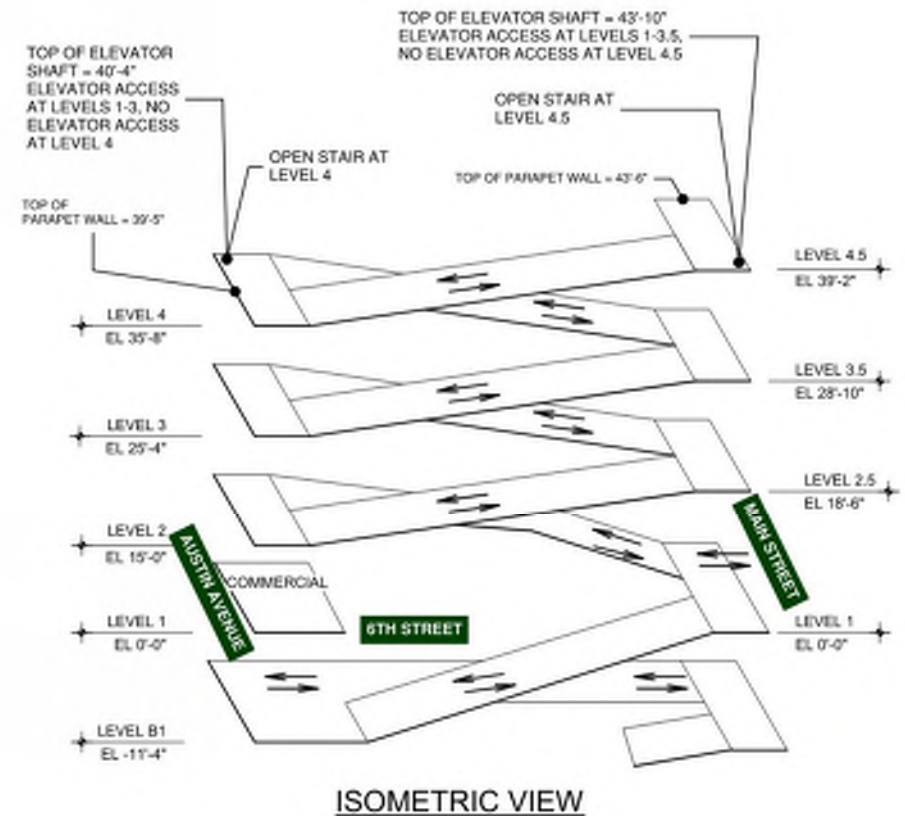 TOP OF ELEVATOR
SHAFT = 40'-4"
ELEVATOR ACCESS
AT LEVELS 1-3, NO
ELEVATOR ACCESS
AT LEVEL 4
TOP OF ELEVATOR SHAFT = 43'-10"
ELEVATOR ACCESS AT LEVELS 1-3.5,
NO ELEVATOR ACCESS AT LEVEL 4.5
OPEN STAIR AT
LEVEL 4.5
OPEN STAIR AT
LEVEL 4
TOP OF PARAPET WALL = 43'-6"
TOP OF
PARAPET WALL = 39'-5"
LEVEL 4.5
EL 39'-2"
LEVEL 4
EL 35'-8"
LEVEL 3.5
EL 28'-10"
LEVEL 3
EL 25'-4"
LEVEL 2.5
EL 18'-6"
LEVEL 2
EL 15'-0"
AUSTIN AVENUE
COMMERCIAL
MAIN STREET
6TH STREET
LEVEL 1
EL 0'-0"
LEVEL 1
EL 0'-0"
LEVEL B1
EL -11'-4"
ISOMETRIC VIEW